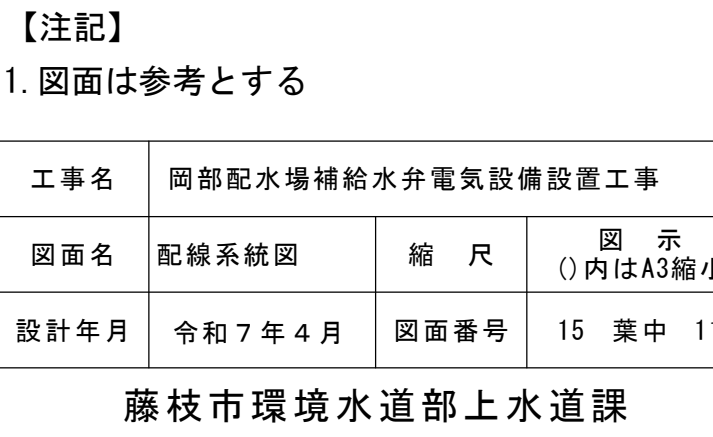 【注記】
1. 図面は参考とする
工事名 岡部配水場補給水弁電気設備設置工事
図面名 配線系統図 縮 尺 図 示
()内はA3縮
設計年月 令和7年4月 図面番号 15 葉中
藤枝市環境水道部上水道課